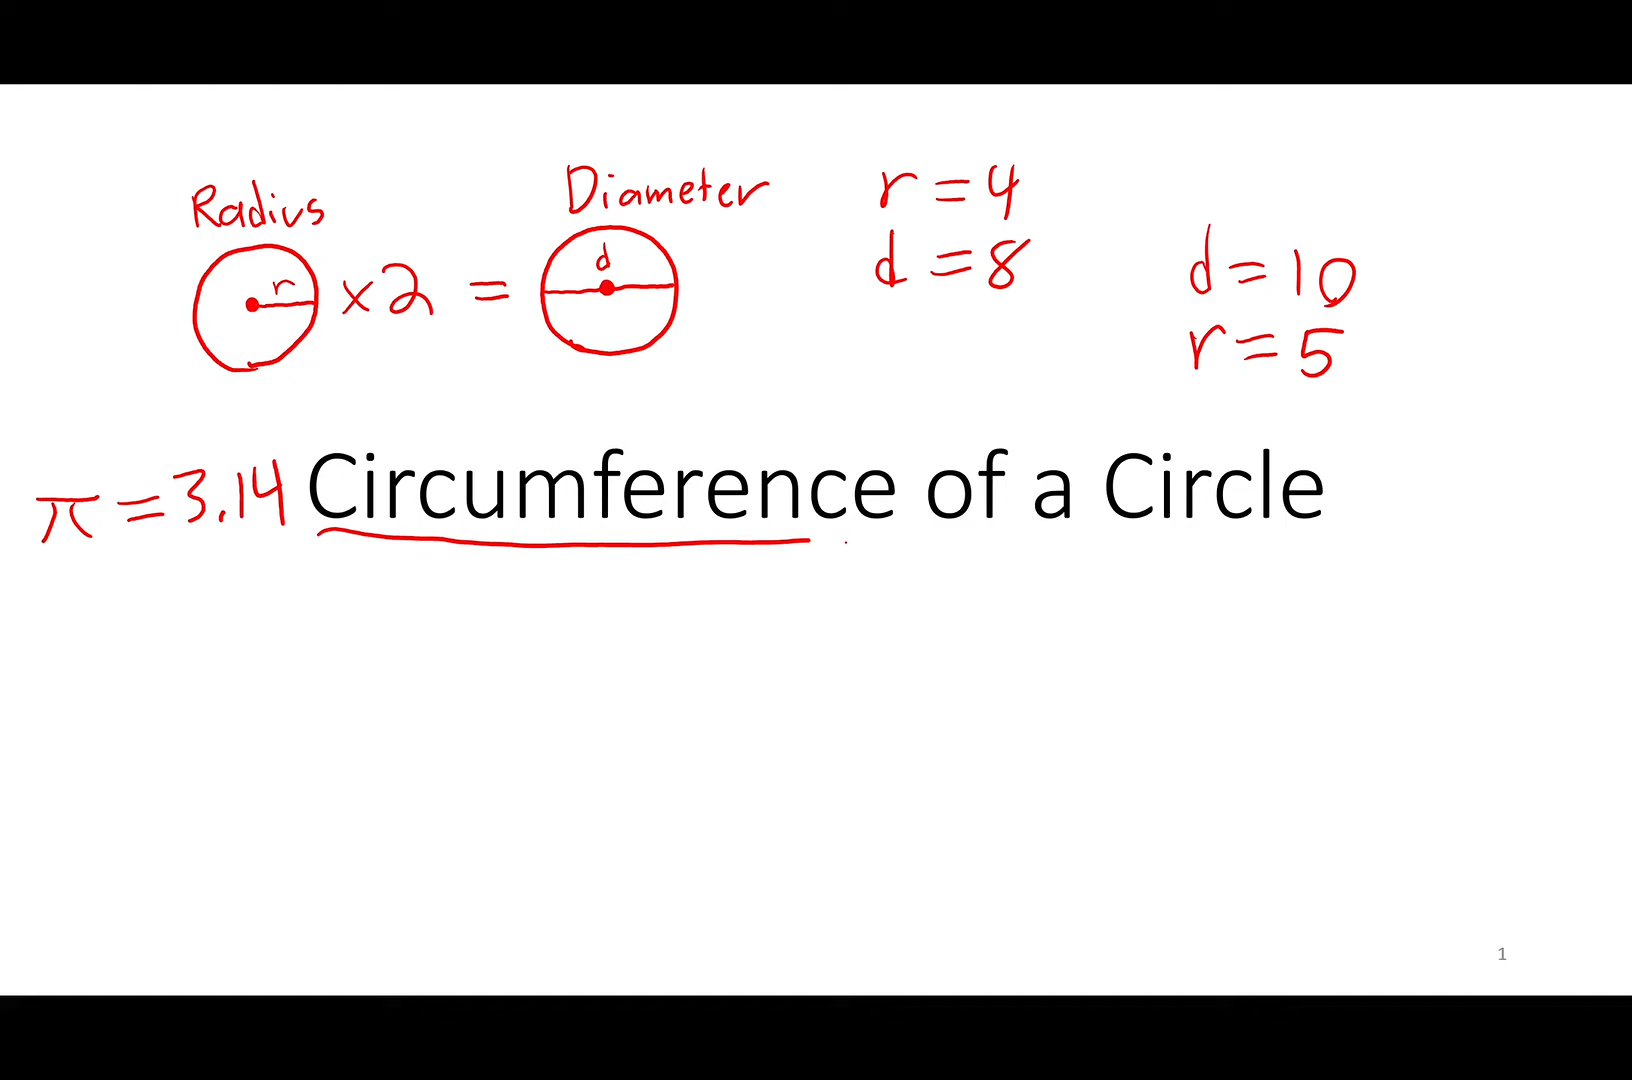 Radius
r
×2 =
Diameter
d
r = 4
d = 8
d = 10
r = 5
π = 3.14
Circumference of a Circle
1